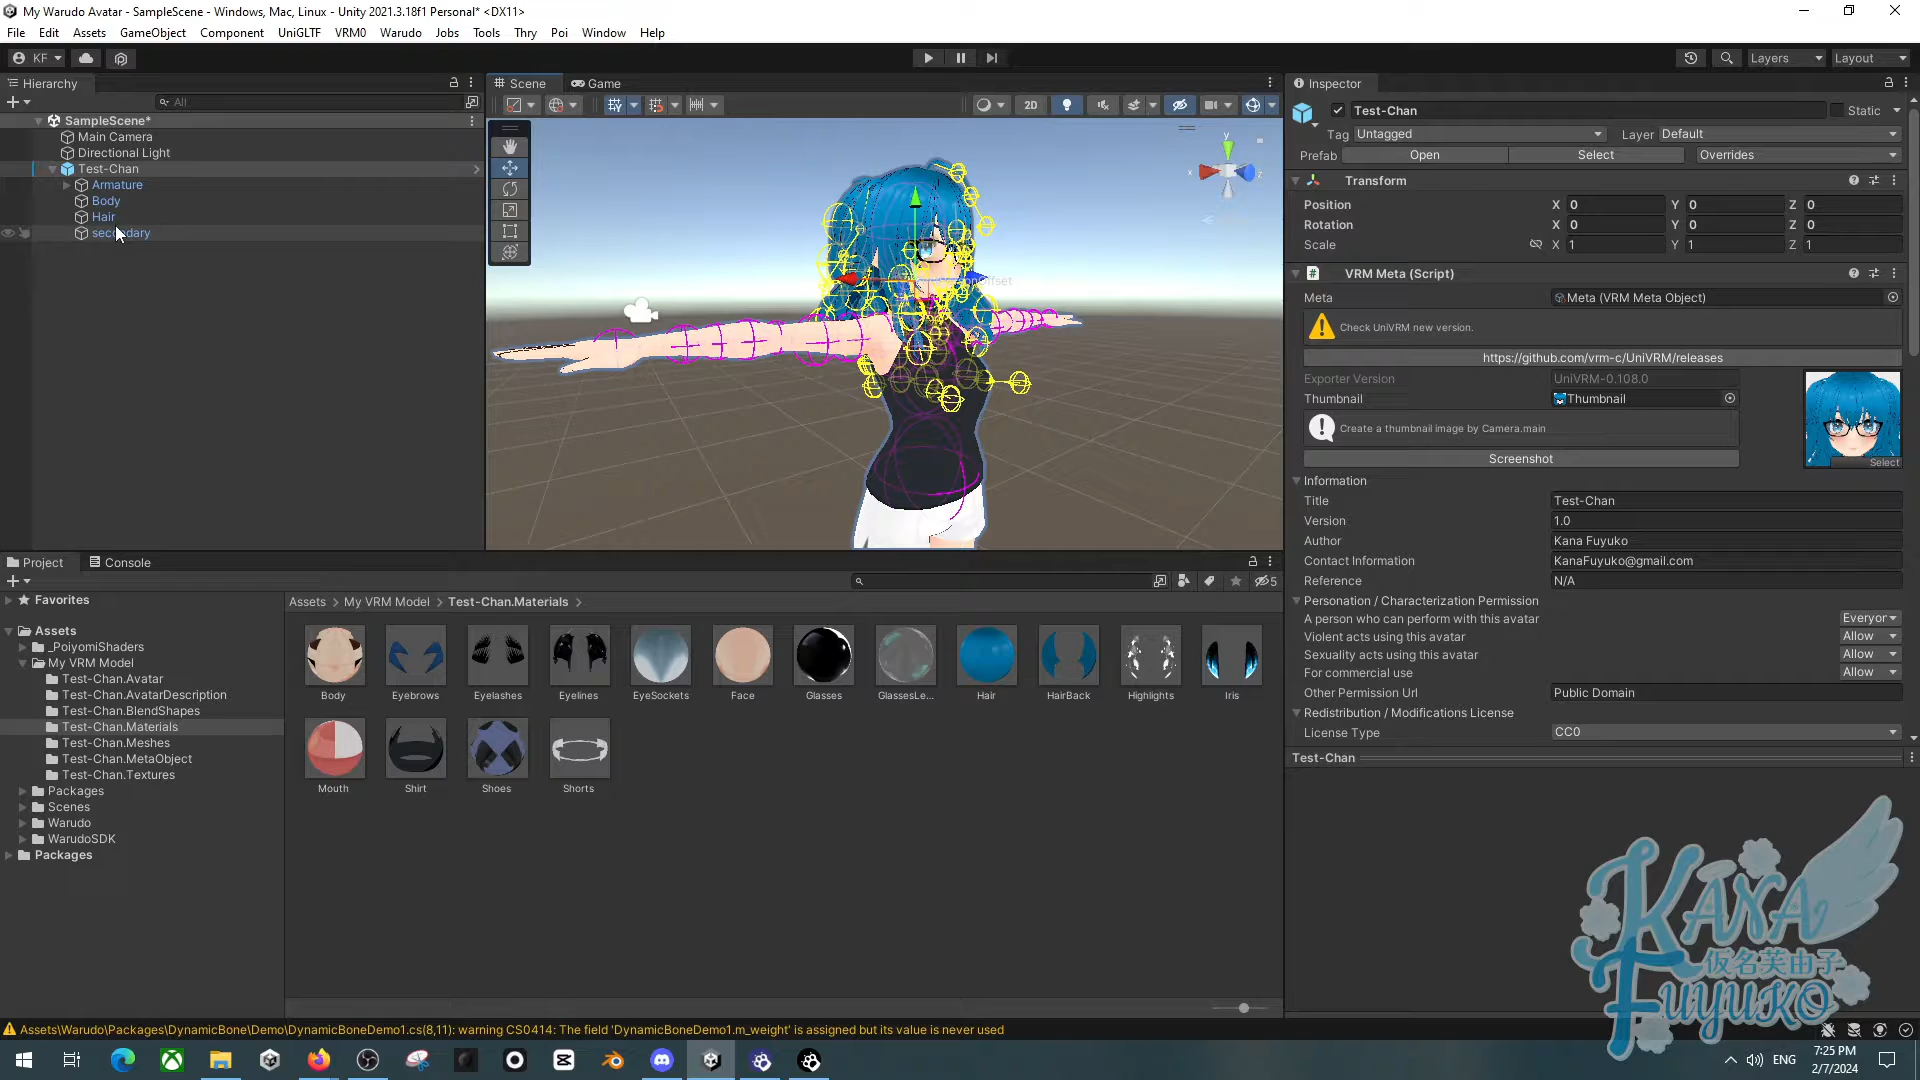 My Warudo Avatar - SampleScene - Windows, Mac, Linux - Unity 2021.3.18f1 Personal* <DX11>
File Edit Assets GameObject Component UniGLTF VRM0 Warudo Jobs Tools Thry Poi Window Help
KF Layers Layout
Hierarchy
All
SampleScene*
Main Camera
Directional Light
Test-Chan
Armature
Body
Hair
secondary
Scene Game
2D
y
x
z
Inspector
Test-Chan Static
Tag Untagged Layer Default
Prefab Open Select Overrides
Transform
Position X 0 Y 0 Z 0
Rotation X 0 Y 0 Z 0
Scale X 1 Y 1 Z 1
VRM Meta (Script)
Meta Meta (VRM Meta Object)
Check UniVRM new version.
https://github.com/vrm-c/UniVRM/releases
Exporter Version UniVRM-0.108.0
Thumbnail Thumbnail
Create a thumbnail image by Camera.main
Screenshot
Select
Information
Title Test-Chan
Version 1.0
Author Kana Fuyuko
Contact Information KanaFuyuko@gmail.com
Reference N/A
Personation / Characterization Permission
A person who can perform with this avatar Everyor
Violent acts using this avatar Allow
Sexuality acts using this avatar Allow
For commercial use Allow
Other Permission Url Public Domain
Redistribution / Modifications License
License Type CC0
Test-Chan
Project Console
5
Favorites
Assets
_PoiyomiShaders
My VRM Model
Test-Chan.Avatar
Test-Chan.AvatarDescription
Test-Chan.BlendShapes
Test-Chan.Materials
Test-Chan.Meshes
Test-Chan.MetaObject
Test-Chan.Textures
Packages
Scenes
Warudo
WarudoSDK
Packages
Assets > My VRM Model > Test-Chan.Materials >
Body Eyebrows Eyelashes Eyelines EyeSockets Face Glasses GlassesLe... Hair HairBack Highlights Iris
Mouth Shirt Shoes Shorts
KANA
仮名芙由子
FUYUKO
Assets\Warudo\Packages\DynamicBone\Demo\DynamicBoneDemo1.cs(8,11): warning CS0414: The field 'DynamicBoneDemo1.m_weight' is assigned but its value is never used
ENG
7:25 PM
2/7/2024